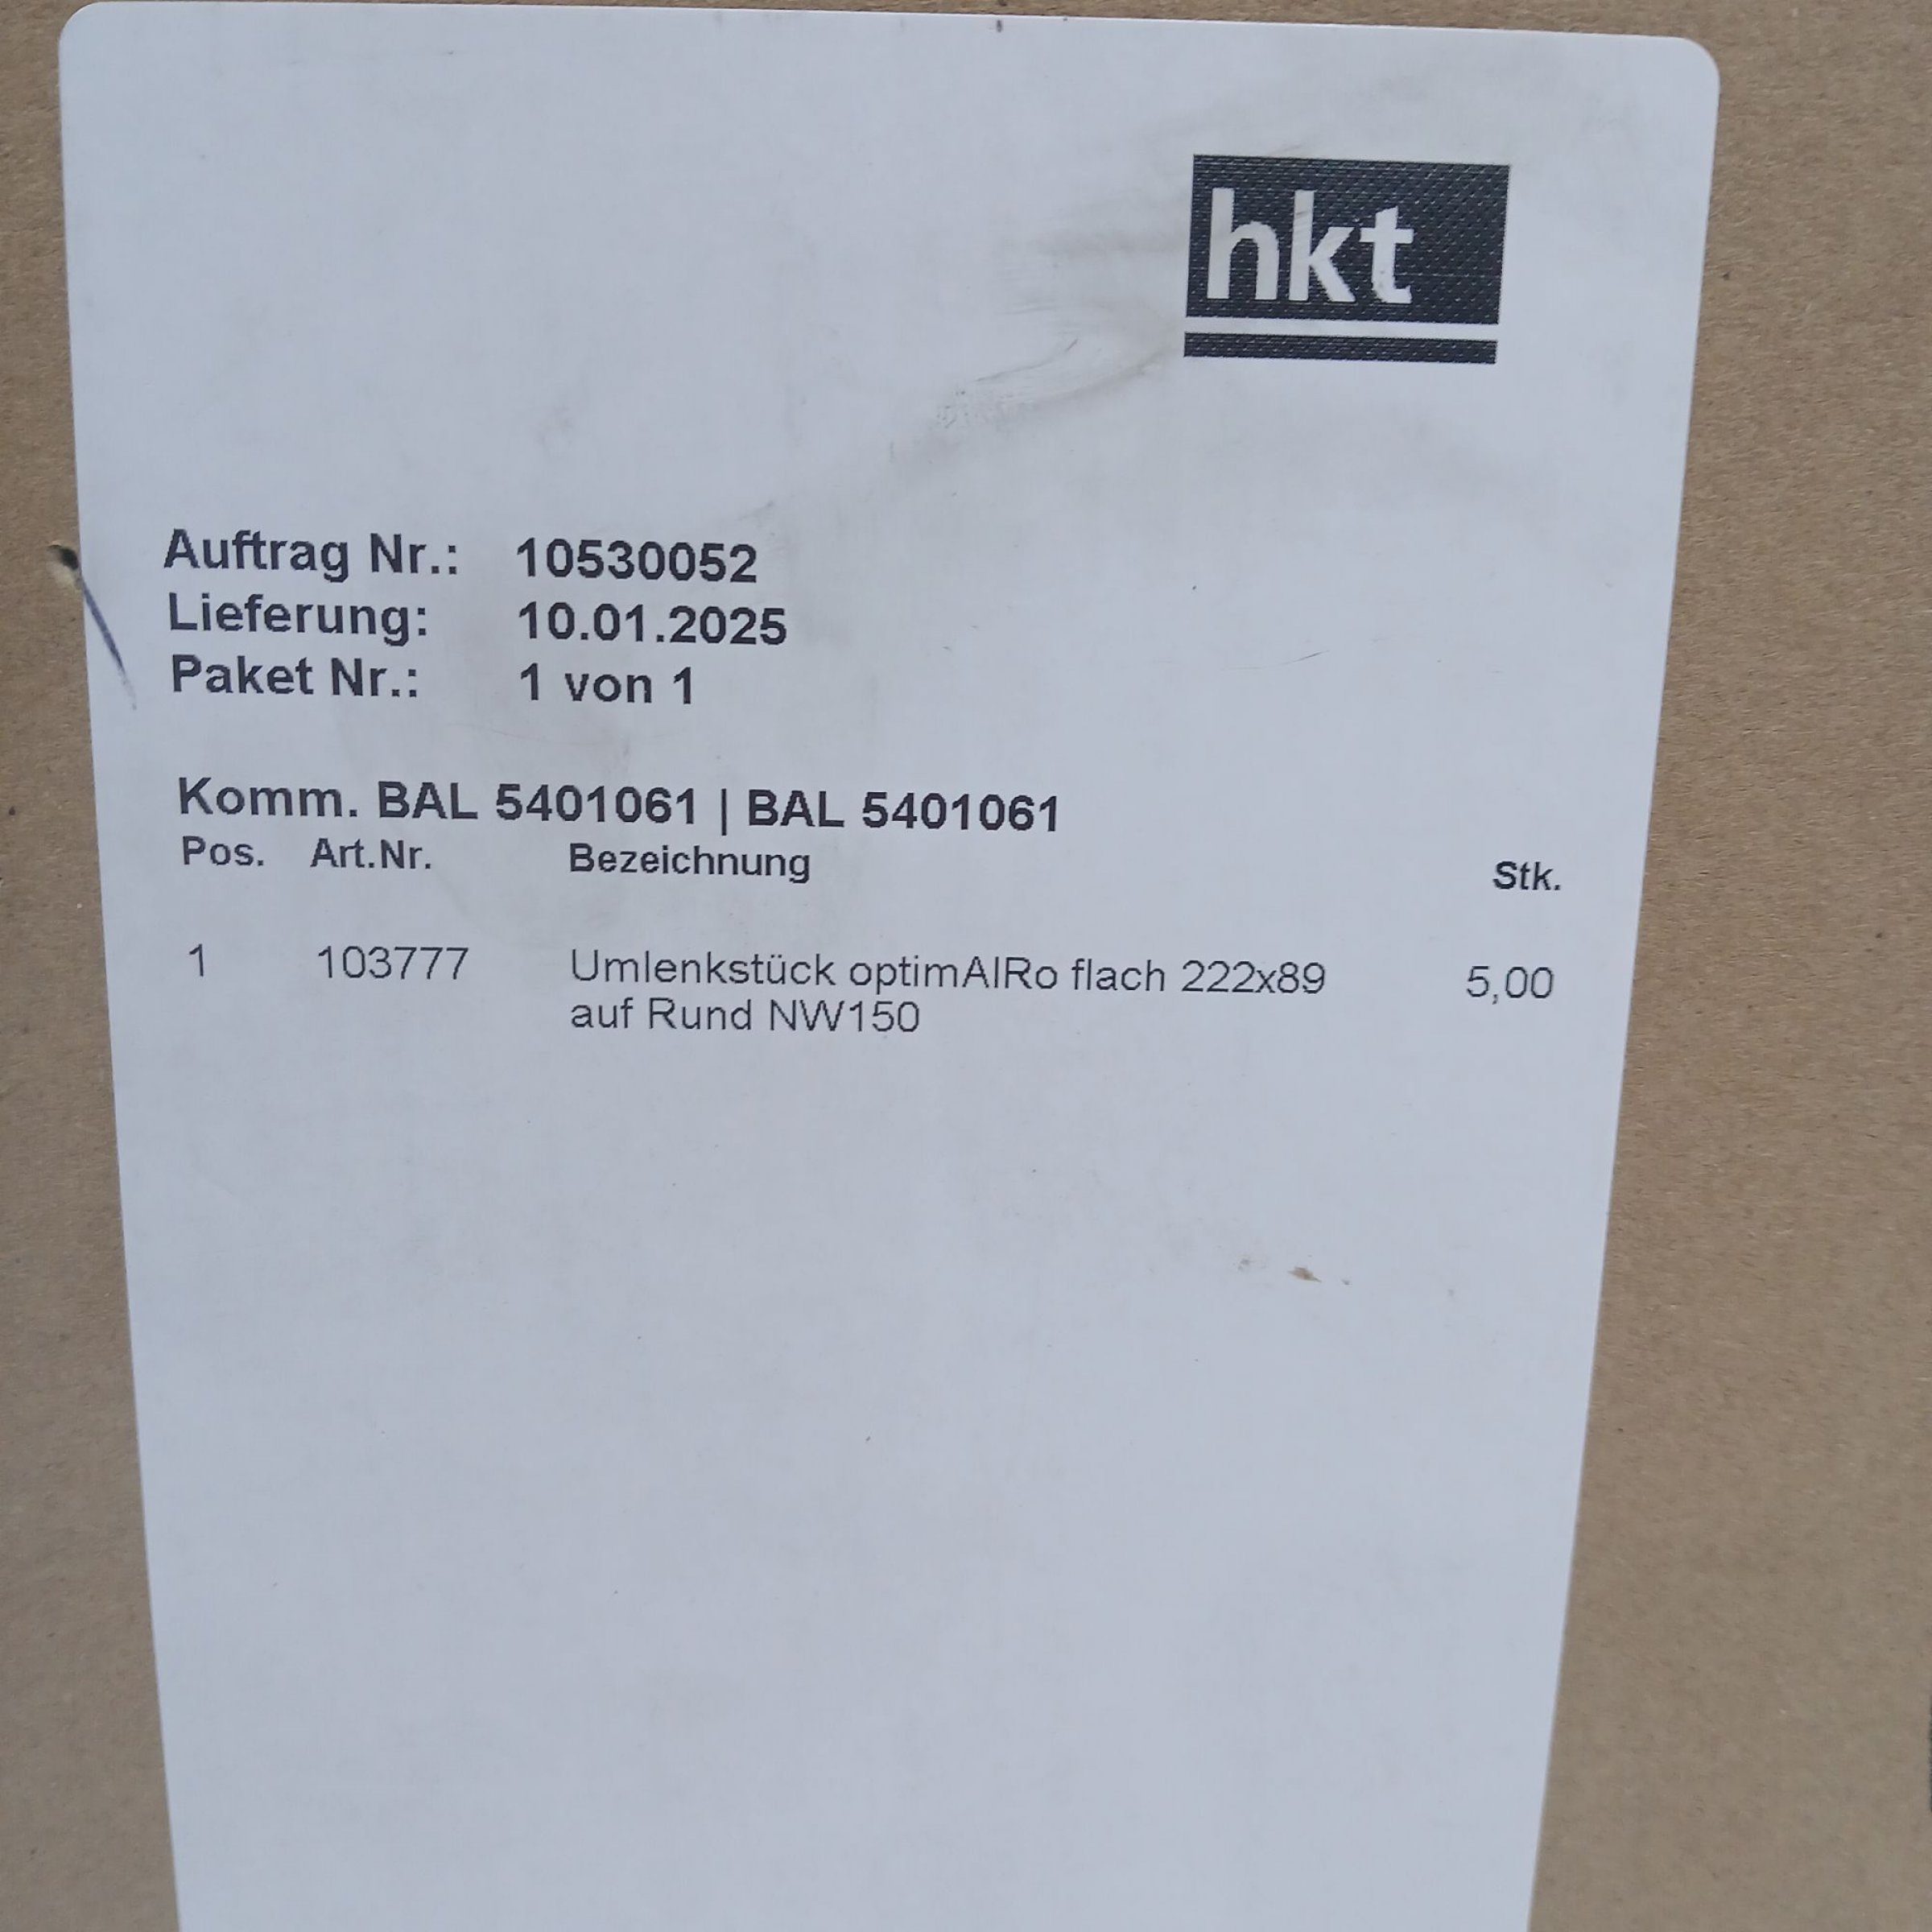 hkt
Auftrag Nr.: 10530052
Lieferung: 10.01.2025
Paket Nr.: 1 von 1
Komm. BAL 5401061 | BAL 5401061
Pos. Art.Nr. Bezeichnung Stk.
1 103777 Umlenkstück optimAIRo flach 222x89 5,00
auf Rund NW150